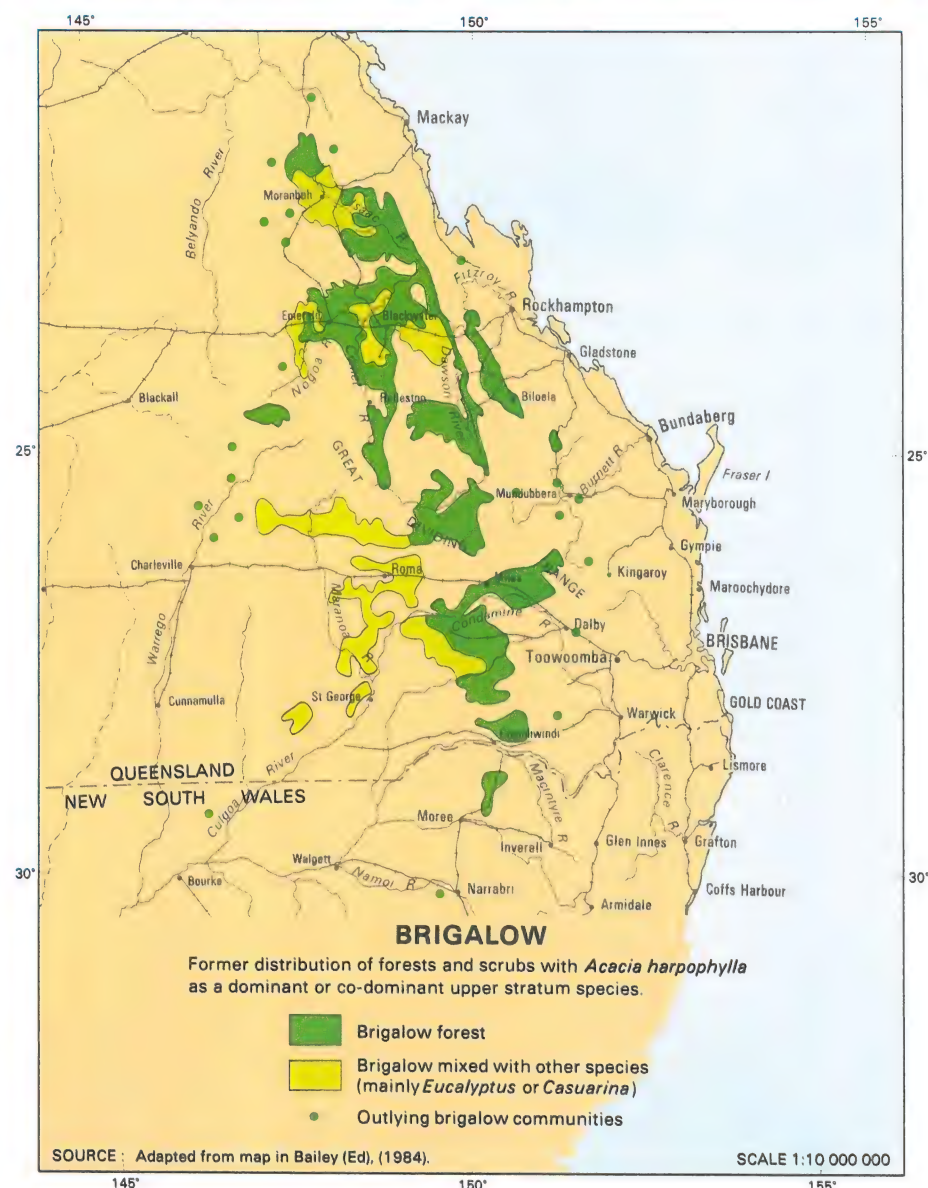 145°
150°
155°
Mackay
Belyando River
Moranbah
Isaac R
Fitzroy R
Rockhampton
Emerald
Blackwater
Gladstone
Nogoa R
Comet R
Dawson River
Blackall
Rolleston
Biloela
Bundaberg
25°
25°
GREAT
Burnett R
Fraser I
Mundubbera
Maryborough
River
DIVIDING
Gympie
Charleville
Roma
RANGE
Kingaroy
Maroochydore
Maranoa R
Condamine R
Dalby
Warrego
BRISBANE
Toowoomba
St George
Cunnamulla
GOLD COAST
Warwick
Goondiwindi
River
Lismore
QUEENSLAND
NEW SOUTH WALES
Culgoa
MacIntyre R
Clarence R
Moree
Inverell
Glen Innes
Grafton
Walgett
30°
30°
Bourke
Namoi R
Narrabri
Coffs Harbour
Armidale
BRIGALOW
Former distribution of forests and scrubs with Acacia harpophylla
as a dominant or co-dominant upper stratum species.
Brigalow forest
Brigalow mixed with other species
(mainly Eucalyptus or Casuarina)
Outlying brigalow communities
SOURCE : Adapted from map in Bailey (Ed), (1984).
SCALE 1:10 000 000
145°
150°
155°